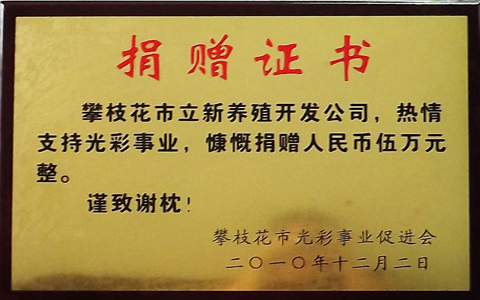 捐赠证书
攀枝花市立新养殖开发公司，热情
支持光彩事业，慷慨捐赠人民币伍万元
整。
谨致谢枕！
攀枝花市光彩事业促进会
二〇一〇年十二月二日